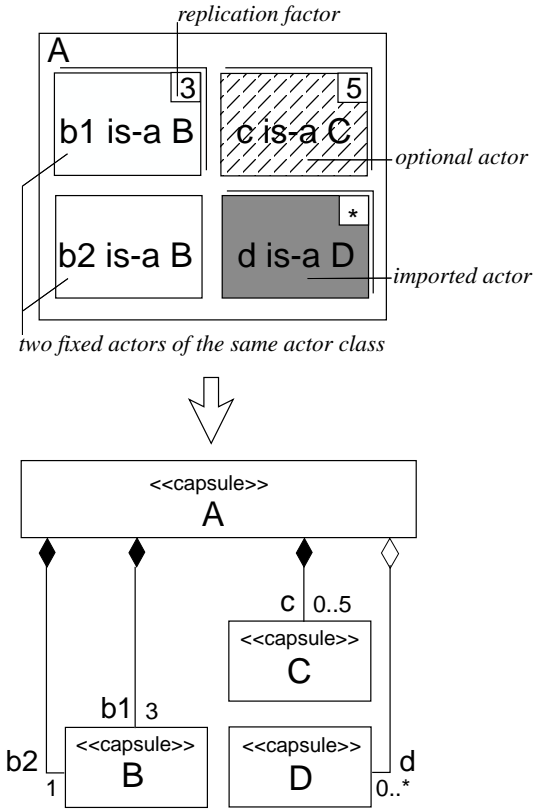 replication factor
A
3
5
b1 is-a B
c is-a C
optional actor
*
b2 is-a B
d is-a D
imported actor
two fixed actors of the same actor class
<<capsule>>
A
c 0..5
<<capsule>>
C
b1 3
b2
1
<<capsule>>
B
<<capsule>>
D
d
0..*